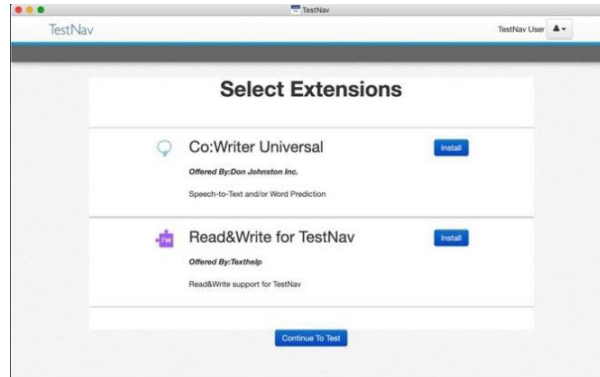 TestNav
TestNav
TestNav User
Select Extensions
Co:Writer Universal
Install
Offered By:Don Johnston Inc.
Speech-to-Text and/or Word Prediction
Read&Write for TestNav
Install
Offered By:Texthelp
Read&Write support for TestNav
Continue To Test